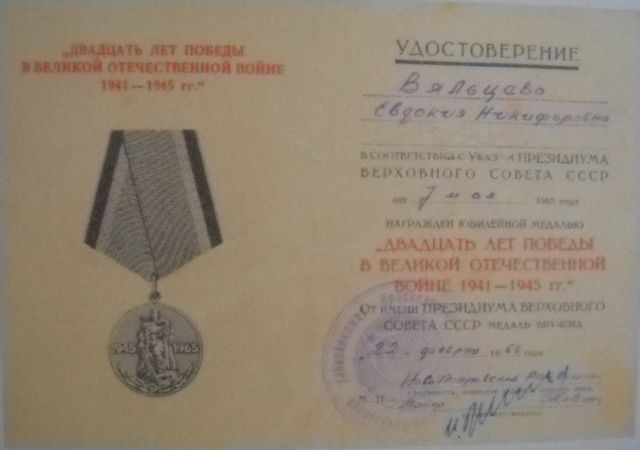 „ДВАДЦАТЬ ЛЕТ ПОБЕДЫ
В ВЕЛИКОЙ ОТЕЧЕСТВЕННОЙ ВОЙНЕ
1941—1945 гг.“
1945 1965
УДОСТОВЕРЕНИЕ
Вяльцева
Евдокия Никифоровна
В СООТВЕТСТВИИ С УКАЗОМ ПРЕЗИДИУМА
ВЕРХОВНОГО СОВЕТА СССР
от 7 мая 1965 года
НАГРАЖДЕН ЮБИЛЕЙНОЙ МЕДАЛЬЮ
„ДВАДЦАТЬ ЛЕТ ПОБЕДЫ
В ВЕЛИКОЙ ОТЕЧЕСТВЕННОЙ
ВОЙНЕ 1941—1945 гг.“
От имени ПРЕЗИДИУМА ВЕРХОВНОГО
СОВЕТА СССР МЕДАЛЬ ВРУЧЕНА
„22“ февраля 1966 года
М. П.